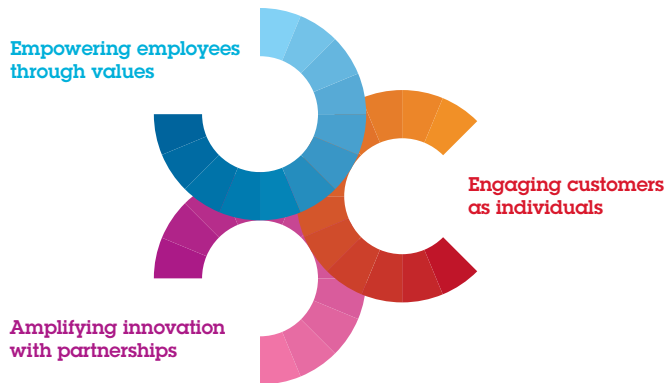 Empowering employees
through values
Engaging customers
as individuals
Amplifying innovation
with partnerships